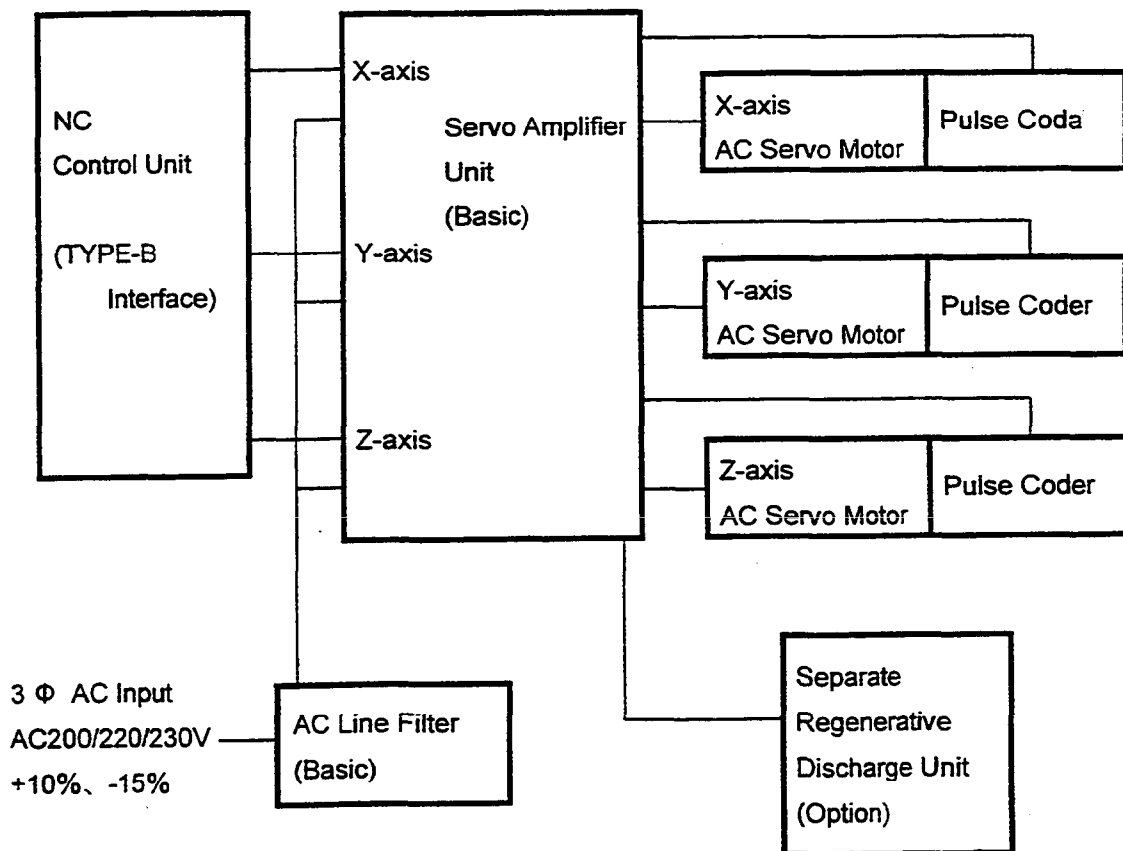 NC
Control Unit
(TYPE-B
Interface)
X-axis
Y-axis
Z-axis
Servo Amplifier
Unit
(Basic)
X-axis
AC Servo Motor
Pulse Coda
Y-axis
AC Servo Motor
Pulse Coder
Z-axis
AC Servo Motor
Pulse Coder
3 Φ AC Input
AC200/220/230V
+10%、-15%
AC Line Filter
(Basic)
Separate
Regenerative
Discharge Unit
(Option)